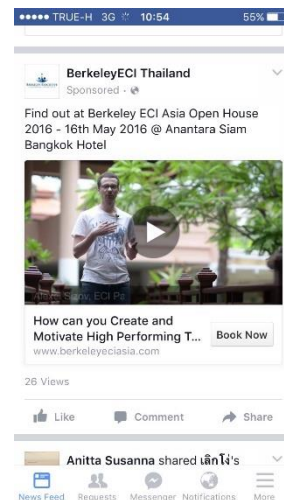 TRUE-H 3G 10:54 55%
BerkeleyECI Thailand
Sponsored ·
Find out at Berkeley ECI Asia Open House
2016 - 16th May 2016 @ Anantara Siam
Bangkok Hotel
ECI
How can you Create and
Motivate High Performing T...
Book Now
www.berkeleyeciasia.com
26 Views
Like Comment Share
Anitta Susanna shared เล็กโง่'s
News Feed Requests Messenger Notifications More